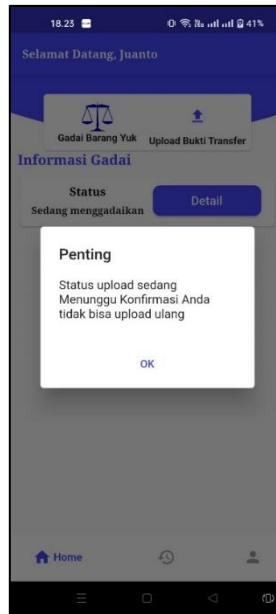 18.23 41%
Selamat Datang, Juanto
Gadai Barang Yuk Upload Bukti Transfer
Informasi Gadai
Status
Sedang menggadaikan
Detail
Penting
Status upload sedang
Menunggu Konfirmasi Anda
tidak bisa upload ulang
OK
Home